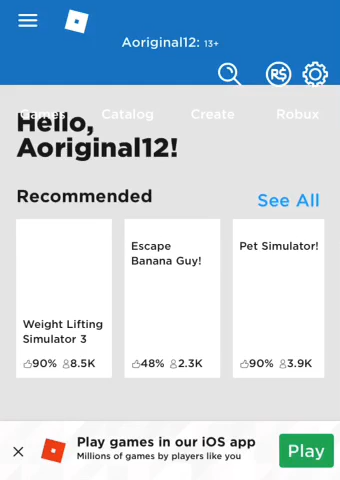 Aoriginal12: 13+
Games Catalog Create Robux
Hello,
Aoriginal12!
Recommended
See All
Weight Lifting
Simulator 3
90% 8.5K
Escape
Banana Guy!
48% 2.3K
Pet Simulator!
90% 3.9K
Play games in our iOS app
Millions of games by players like you
Play